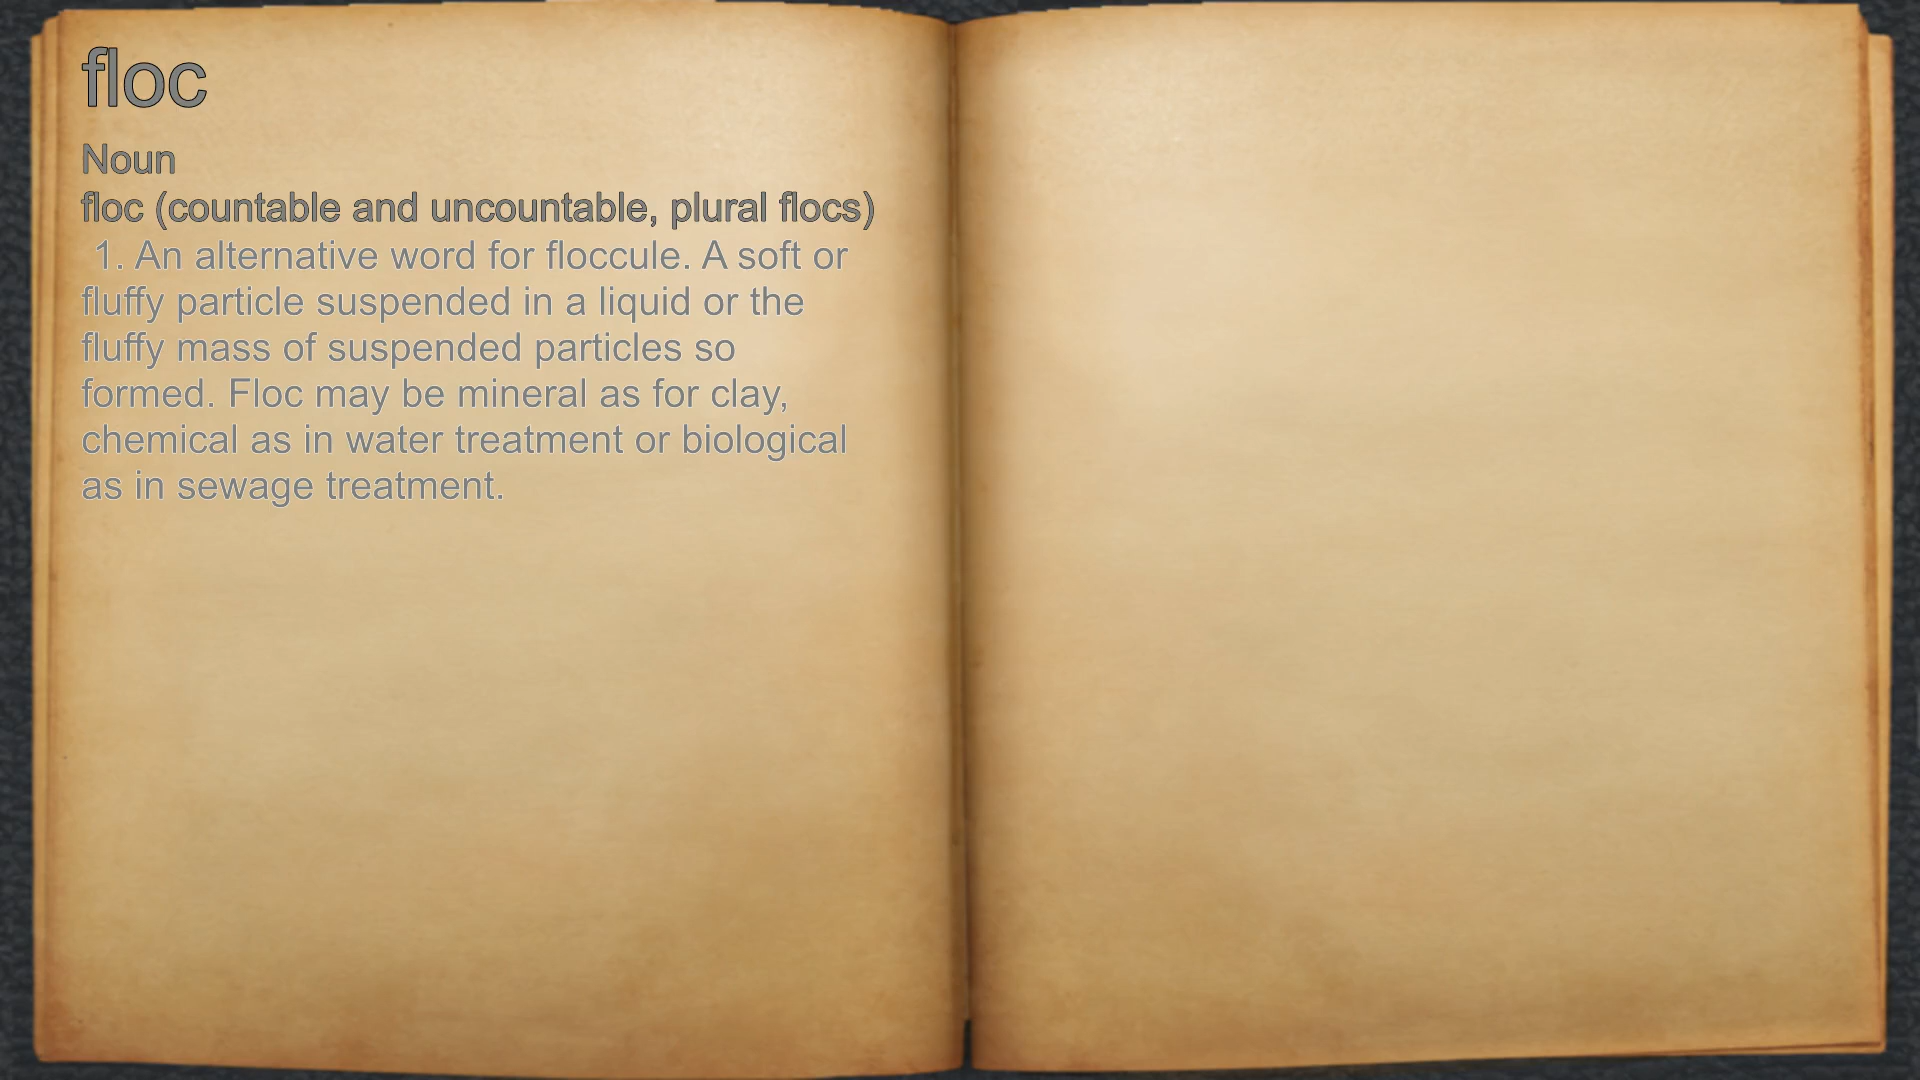 floc
Noun
floc (countable and uncountable, plural flocs)
1. An alternative word for floccule. A soft or
fluffy particle suspended in a liquid or the
fluffy mass of suspended particles so
formed. Floc may be mineral as for clay,
chemical as in water treatment or biological
as in sewage treatment.